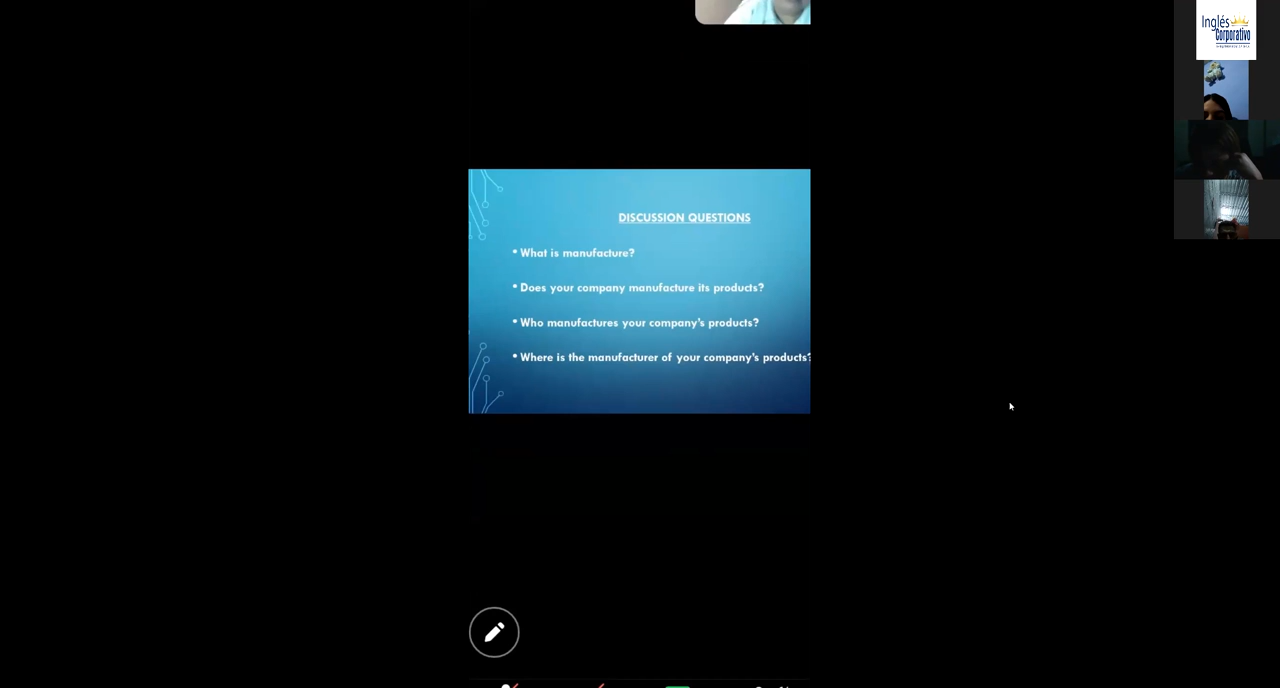 Inglés
Corporativo
DISCUSSION QUESTIONS
• What is manufacture?
• Does your company manufacture its products?
• Who manufactures your company's products?
• Where is the manufacturer of your company's products?